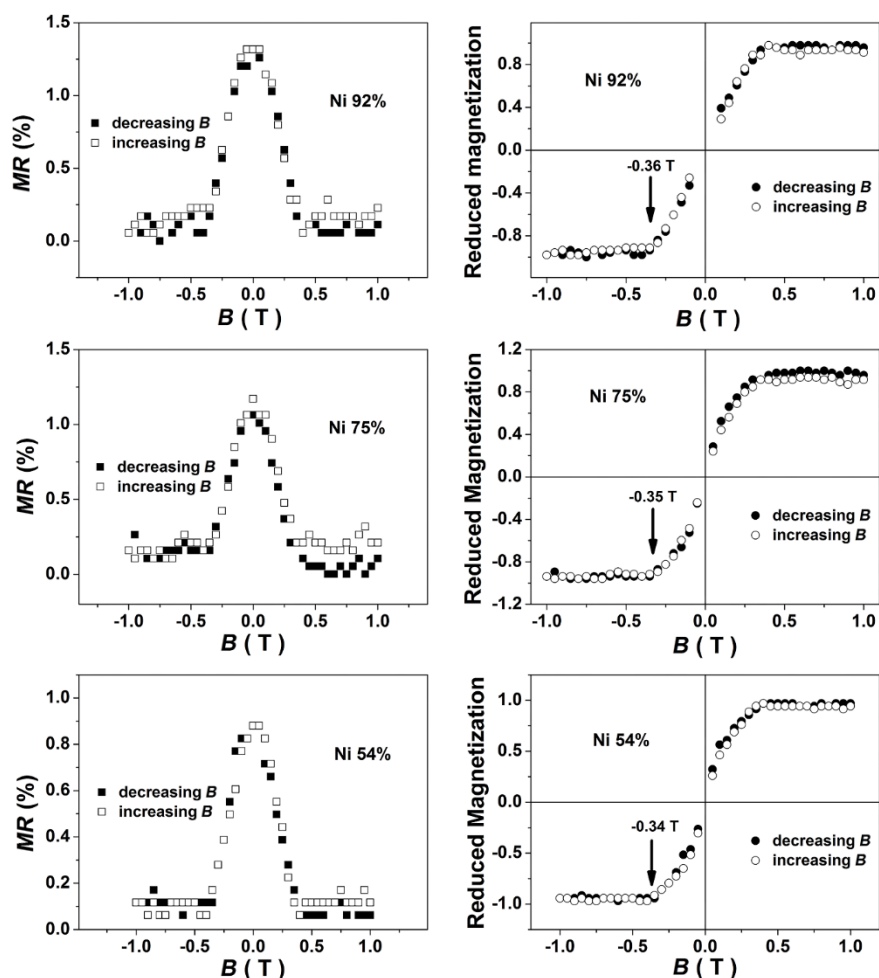 1.5
1.0
0.5
0.0
MR (%)
Ni 92%
decreasing B
increasing B
-1.0 -0.5 0.0 0.5 1.0
B ( T )
0.8
0.4
0.0
-0.4
-0.8
Reduced magnetization
Ni 92%
-0.36 T
decreasing B
increasing B
-1.0 -0.5 0.0 0.5 1.0
B ( T )
1.5
1.0
0.5
0.0
MR (%)
Ni 75%
decreasing B
increasing B
-1.0 -0.5 0.0 0.5 1.0
B ( T )
1.2
0.8
0.4
0.0
-0.4
-0.8
-1.2
Reduced Magnetization
Ni 75%
-0.35 T
decreasing B
increasing B
-1.0 -0.5 0.0 0.5 1.0
B ( T )
1.0
0.8
0.6
0.4
0.2
0.0
MR (%)
Ni 54%
decreasing B
increasing B
-1.0 -0.5 0.0 0.5 1.0
B ( T )
1.0
0.5
0.0
-0.5
-1.0
Reduced Magnetization
Ni 54%
-0.34 T
decreasing B
increasing B
-1.0 -0.5 0.0 0.5 1.0
B ( T )